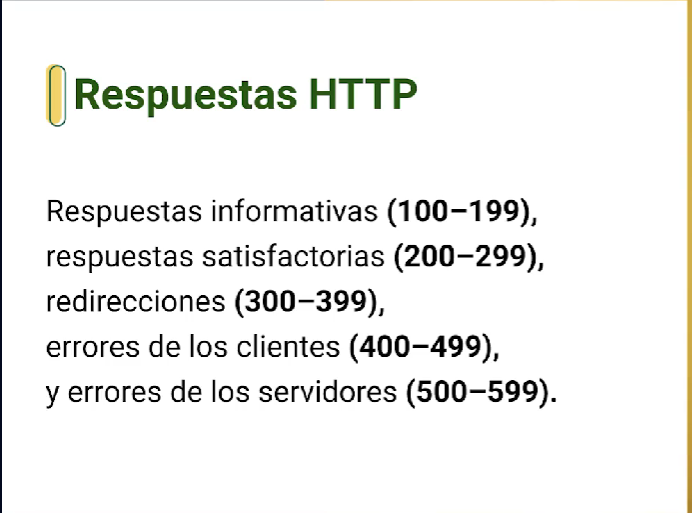 Respuestas HTTP
Respuestas informativas (100–199),
respuestas satisfactorias (200–299),
redirecciones (300–399),
errores de los clientes (400–499),
y errores de los servidores (500–599).